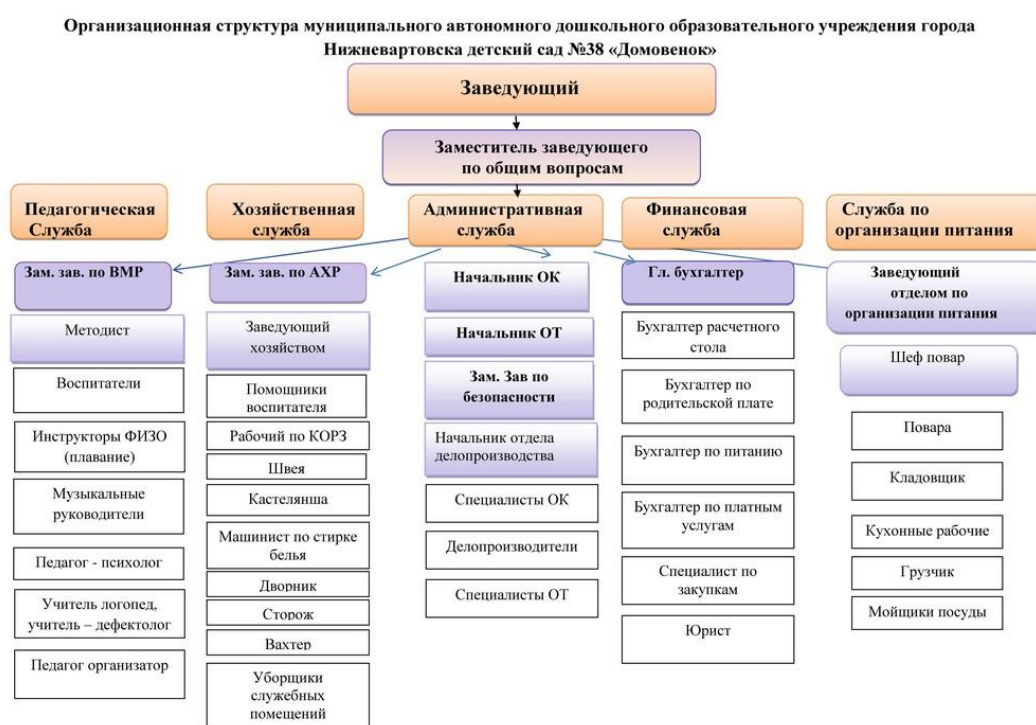 Организационная структура муниципального автономного дошкольного образовательного учреждения города
Нижневартовска детский сад №38 «Домовенок»
Заведующий
Заместитель заведующего
по общим вопросам
Педагогическая
Служба
Зам. зав. по ВМР
Методист
Воспитатели
Инструкторы ФИЗО
(плавание)
Музыкальные
руководители
Педагог - психолог
Учитель логопед,
учитель – дефектолог
Педагог организатор
Хозяйственная
служба
Зам. зав. по АХР
Заведующий
хозяйством
Помощники
воспитателя
Рабочий по КОРЗ
Швея
Кастелянша
Машинист по стирке
белья
Дворник
Сторож
Вахтер
Уборщики
служебных
помещений
Административная
служба
Начальник ОК
Начальник ОТ
Зам. Зав по
безопасности
Начальник отдела
делопроизводства
Специалисты ОК
Делопроизводители
Специалисты ОТ
Финансовая
служба
Гл. бухгалтер
Бухгалтер расчетного
стола
Бухгалтер по
родительской плате
Бухгалтер по питанию
Бухгалтер по платным
услугам
Специалист по
закупкам
Юрист
Служба по
организации питания
Заведующий
отделом по
организации питания
Шеф повар
Повара
Кладовщик
Кухонные рабочие
Грузчик
Мойщики посуды